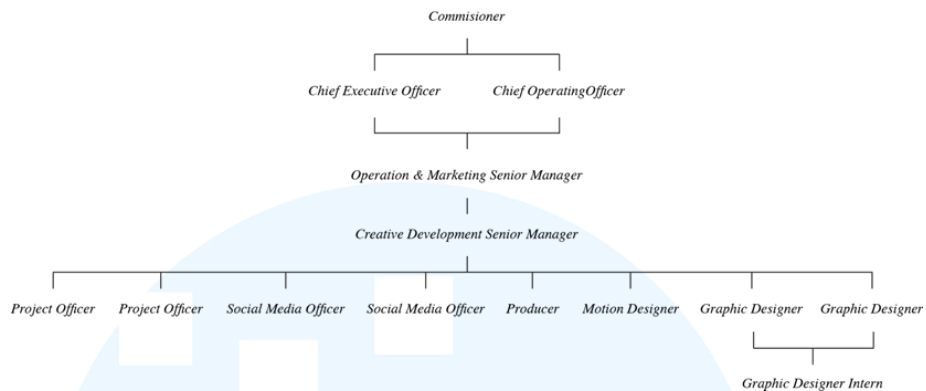 Commisioner
Chief Executive Officer
Chief OperatingOfficer
Operation & Marketing Senior Manager
Creative Development Senior Manager
Project Officer
Project Officer
Social Media Officer
Social Media Officer
Producer
Motion Designer
Graphic Designer
Graphic Designer
Graphic Designer Intern